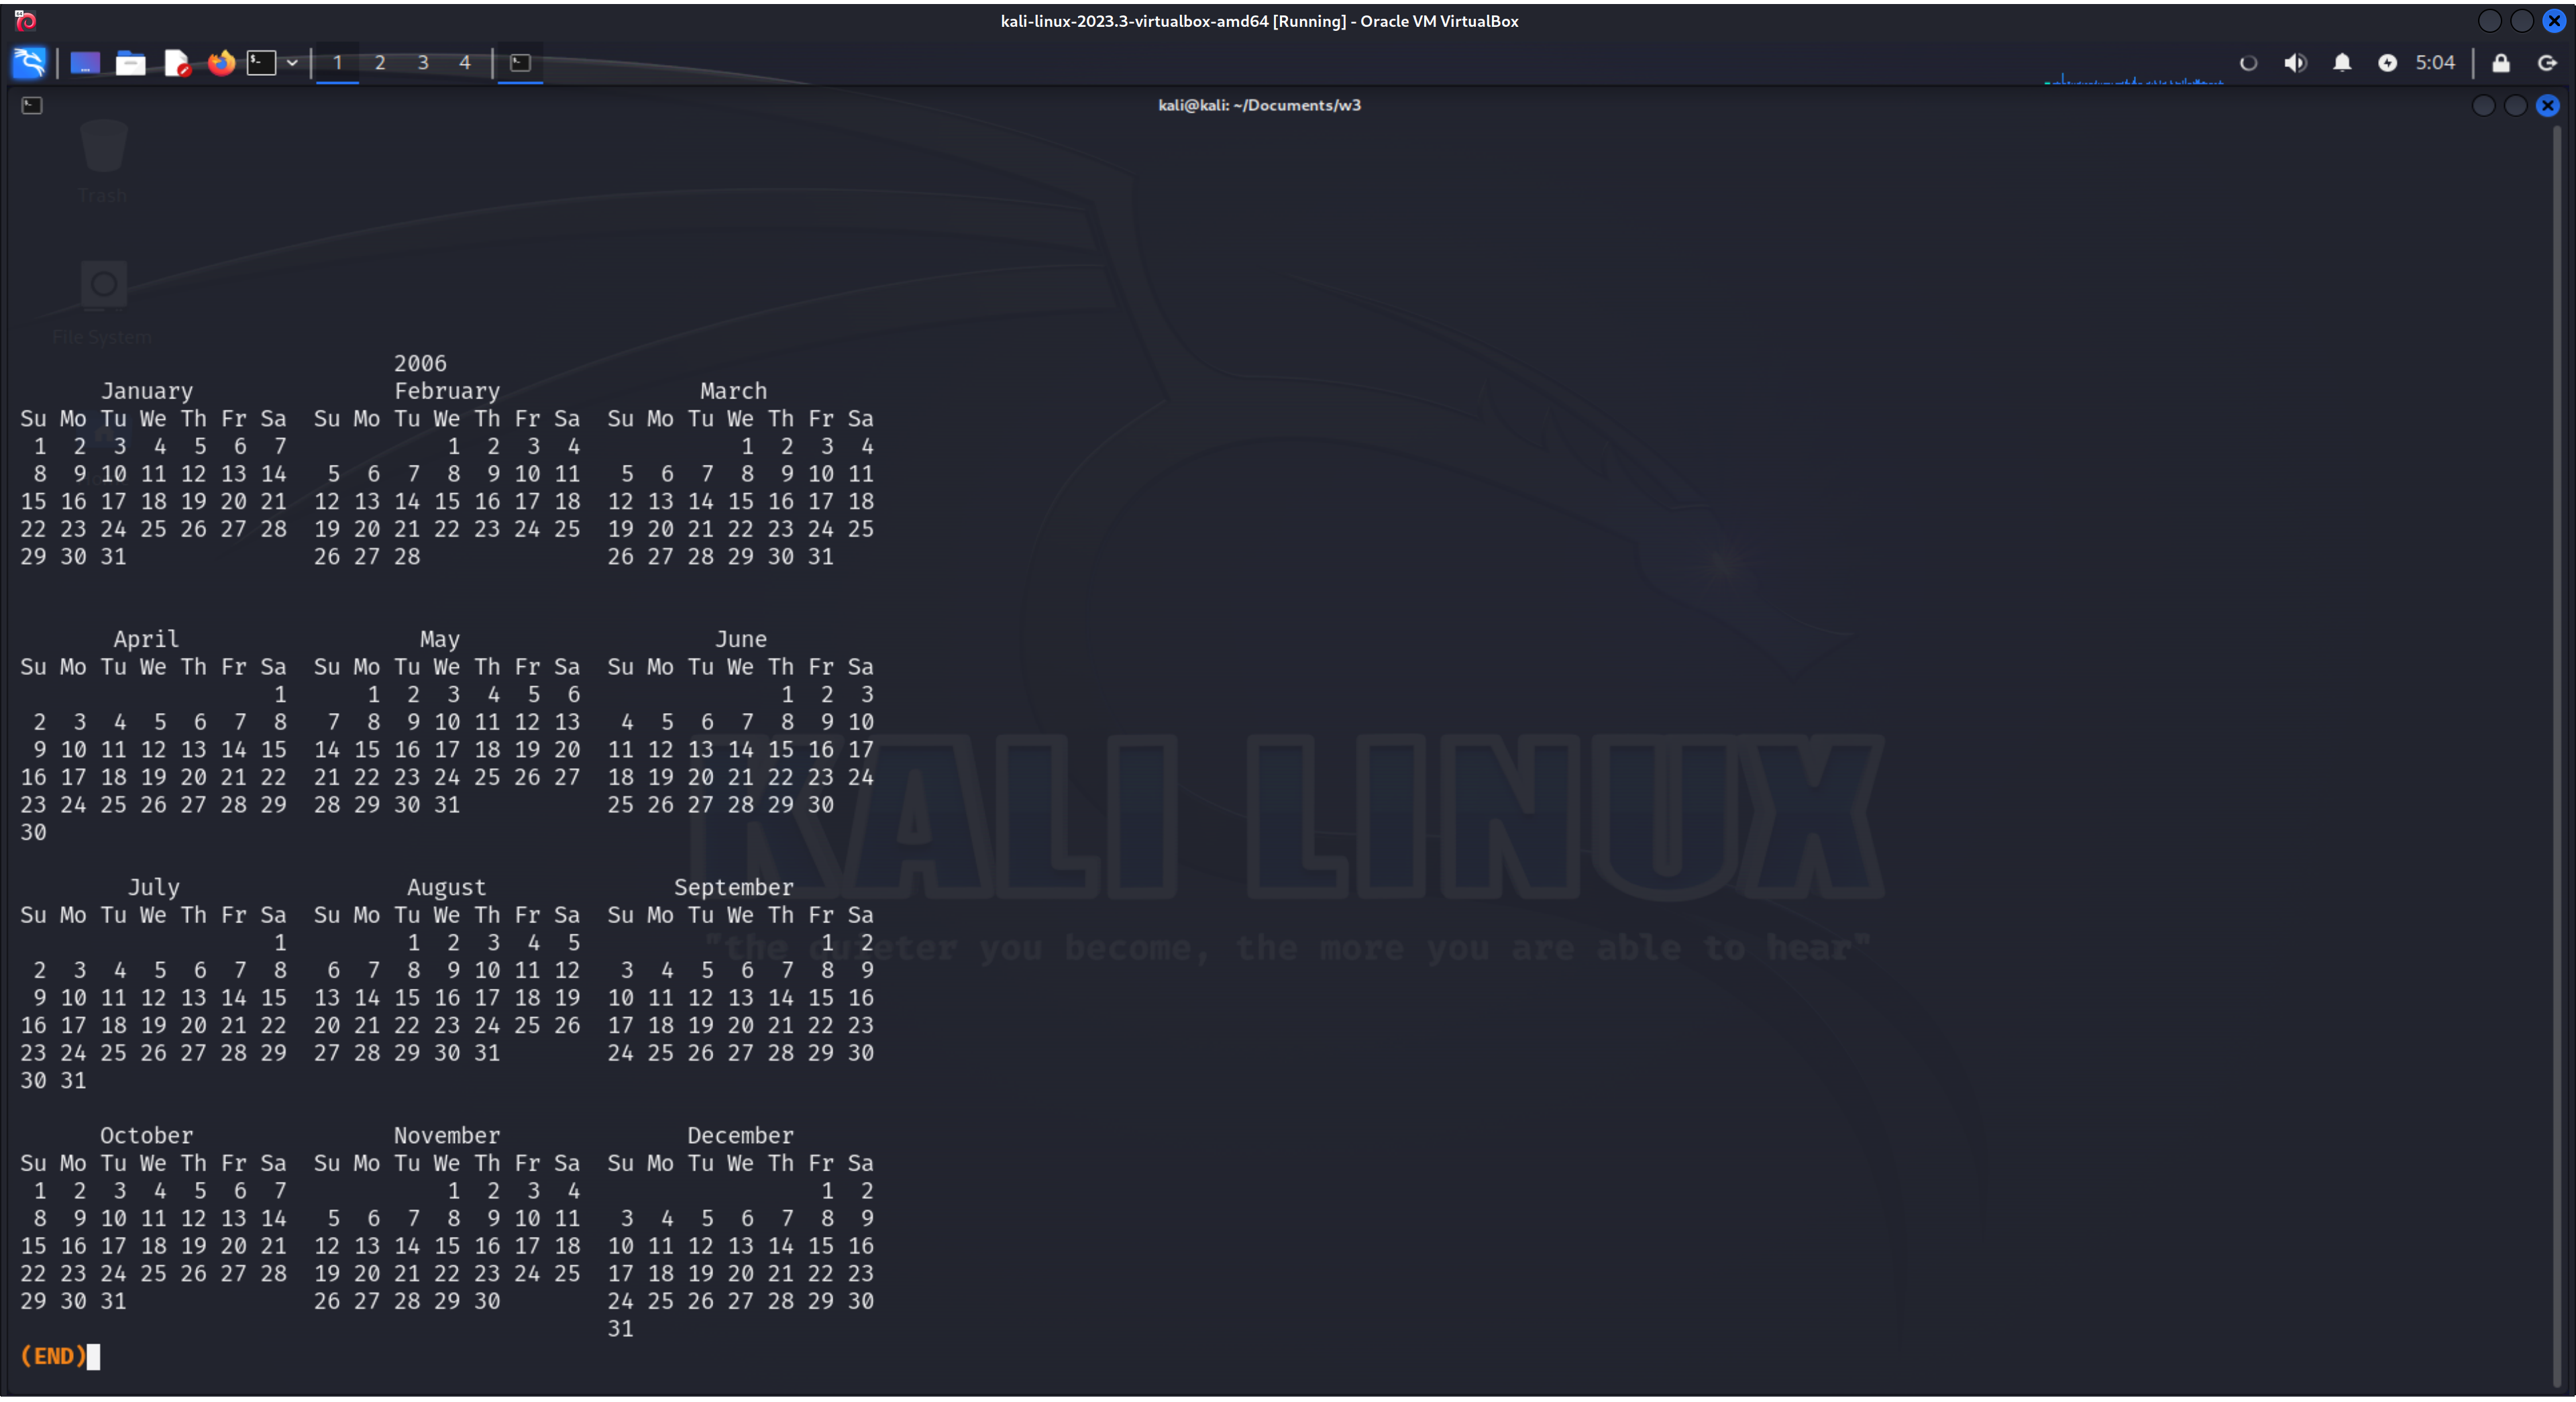 kali-linux-2023.3-virtualbox-amd64 [Running] - Oracle VM VirtualBox
1 2 3 4 5:04
kali@kali: ~/Documents/w3
Trash
File System
2006
January February March
Su Mo Tu We Th Fr Sa Su Mo Tu We Th Fr Sa Su Mo Tu We Th Fr Sa
1 2 3 4 5 6 7 1 2 3 4 1 2 3 4
8 9 10 11 12 13 14 5 6 7 8 9 10 11 5 6 7 8 9 10 11
15 16 17 18 19 20 21 12 13 14 15 16 17 18 12 13 14 15 16 17 18
22 23 24 25 26 27 28 19 20 21 22 23 24 25 19 20 21 22 23 24 25
29 30 31 26 27 28 26 27 28 29 30 31
April May June
Su Mo Tu We Th Fr Sa Su Mo Tu We Th Fr Sa Su Mo Tu We Th Fr Sa
1 1 2 3 4 5 6 1 2 3
2 3 4 5 6 7 8 7 8 9 10 11 12 13 4 5 6 7 8 9 10
9 10 11 12 13 14 15 14 15 16 17 18 19 20 11 12 13 14 15 16 17
16 17 18 19 20 21 22 21 22 23 24 25 26 27 18 19 20 21 22 23 24
23 24 25 26 27 28 29 28 29 30 31 25 26 27 28 29 30
30
KALI LINUX
July August September
Su Mo Tu We Th Fr Sa Su Mo Tu We Th Fr Sa Su Mo Tu We Th Fr Sa
1 1 2 3 4 5 1 2
"the quieter you become, the more you are able to hear"
2 3 4 5 6 7 8 6 7 8 9 10 11 12 3 4 5 6 7 8 9
9 10 11 12 13 14 15 13 14 15 16 17 18 19 10 11 12 13 14 15 16
16 17 18 19 20 21 22 20 21 22 23 24 25 26 17 18 19 20 21 22 23
23 24 25 26 27 28 29 27 28 29 30 31 24 25 26 27 28 29 30
30 31
October November December
Su Mo Tu We Th Fr Sa Su Mo Tu We Th Fr Sa Su Mo Tu We Th Fr Sa
1 2 3 4 5 6 7 1 2 3 4 1 2
8 9 10 11 12 13 14 5 6 7 8 9 10 11 3 4 5 6 7 8 9
15 16 17 18 19 20 21 12 13 14 15 16 17 18 10 11 12 13 14 15 16
22 23 24 25 26 27 28 19 20 21 22 23 24 25 17 18 19 20 21 22 23
29 30 31 26 27 28 29 30 24 25 26 27 28 29 30
31
(END)